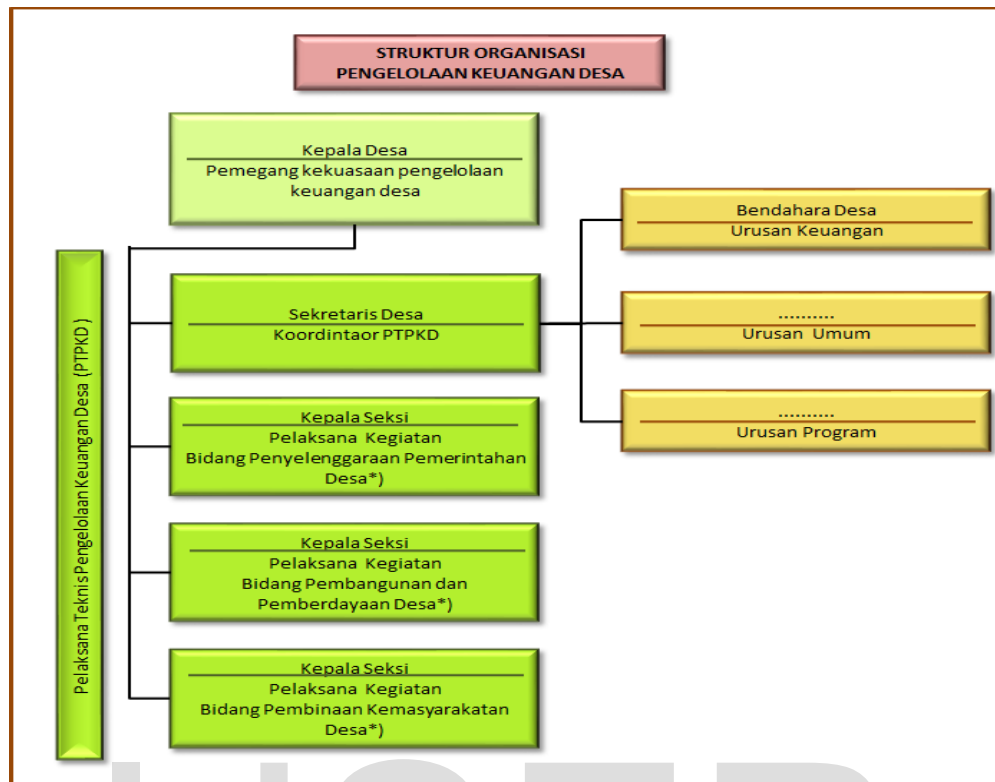 STRUKTUR ORGANISASI
PENGELOLAAN KEUANGAN DESA
Kepala Desa
Pemegang kekuasaan pengelolaan
keuangan desa
Pelaksana Teknis Pengelolaan Keuangan Desa (PTPKD)
Sekretaris Desa
Koordintaor PTPKD
Kepala Seksi
Pelaksana Kegiatan
Bidang Penyelenggaraan Pemerintahan
Desa*)
Kepala Seksi
Pelaksana Kegiatan
Bidang Pembangunan dan
Pemberdayaan Desa*)
Kepala Seksi
Pelaksana Kegiatan
Bidang Pembinaan Kemasyarakatan
Desa*)
Bendahara Desa
Urusan Keuangan
..........
Urusan Umum
..........
Urusan Program